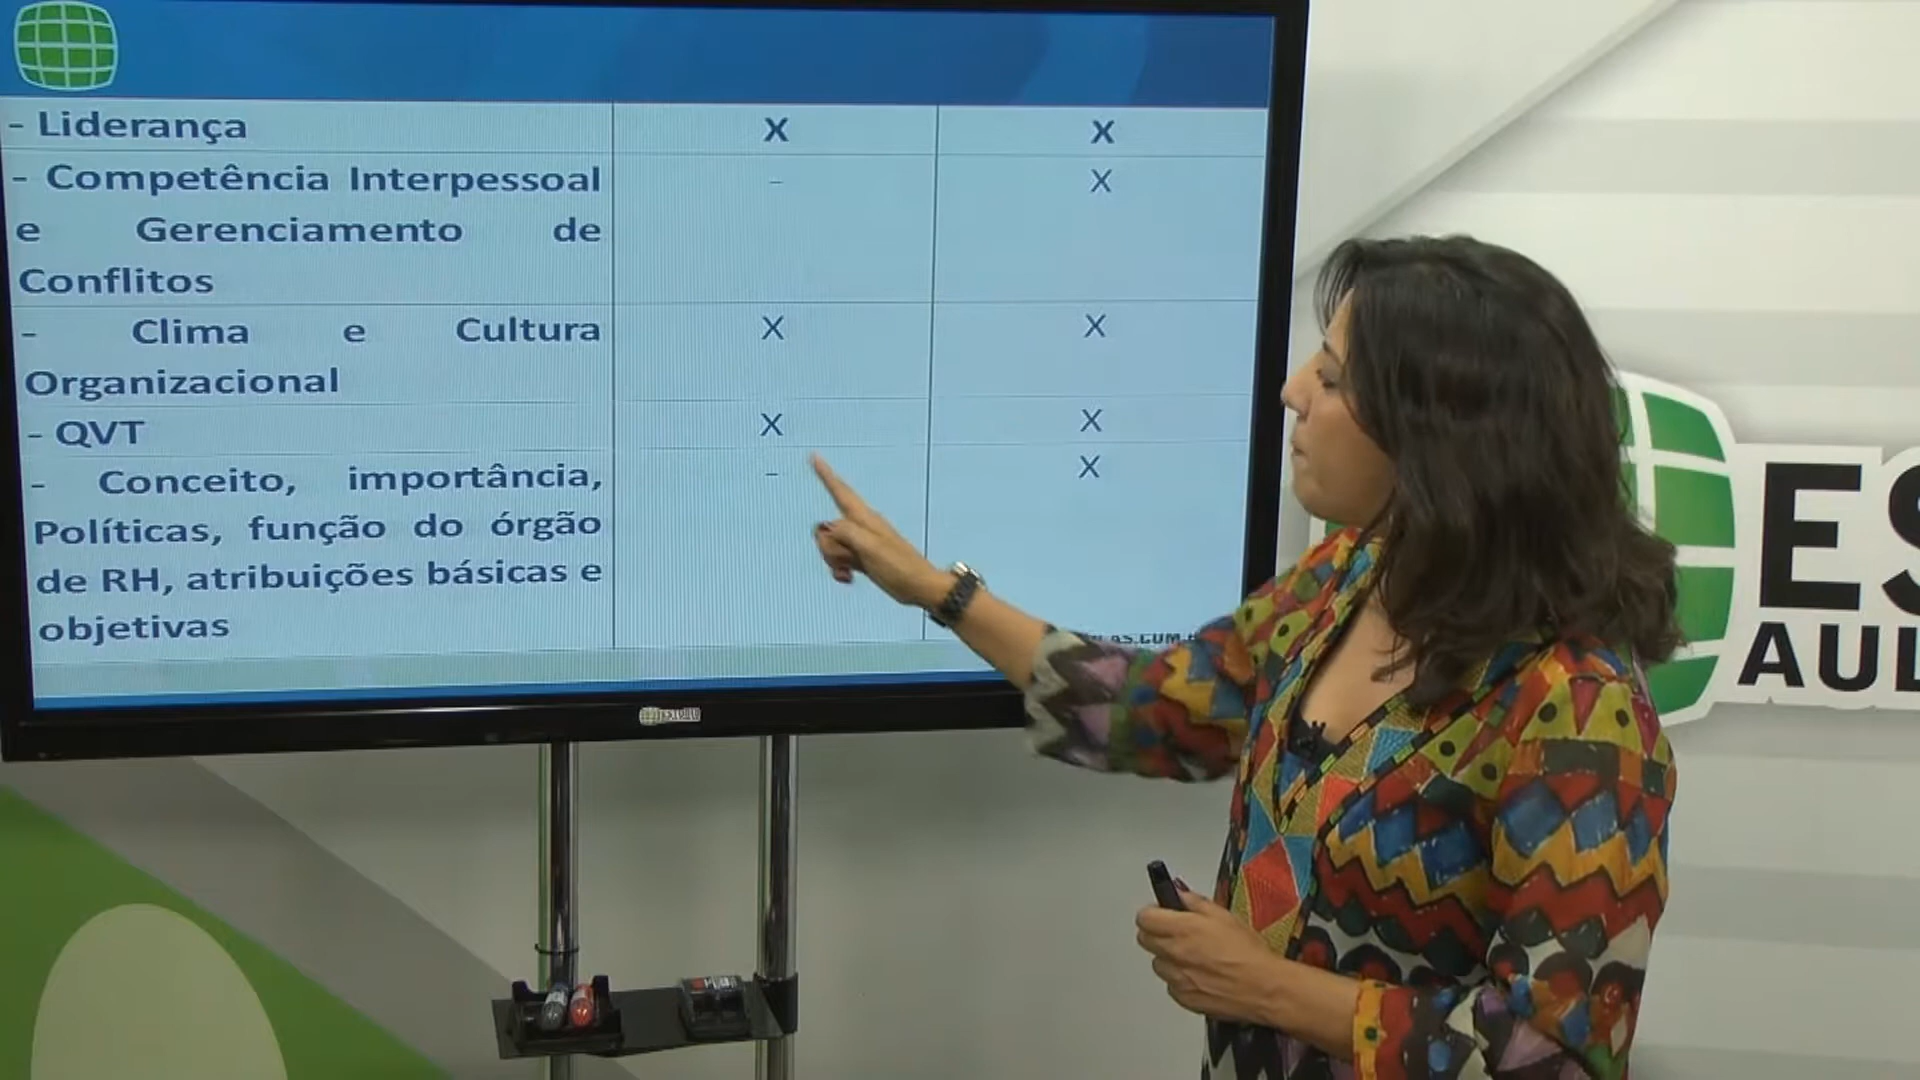 - Liderança X X
- Competência Interpessoal - X
e Gerenciamento de
Conflitos
- Clima e Cultura X X
Organizacional
- QVT X X
- Conceito, importância, - X
Políticas, função do órgão
de RH, atribuições básicas e
objetivas
ES
AUL